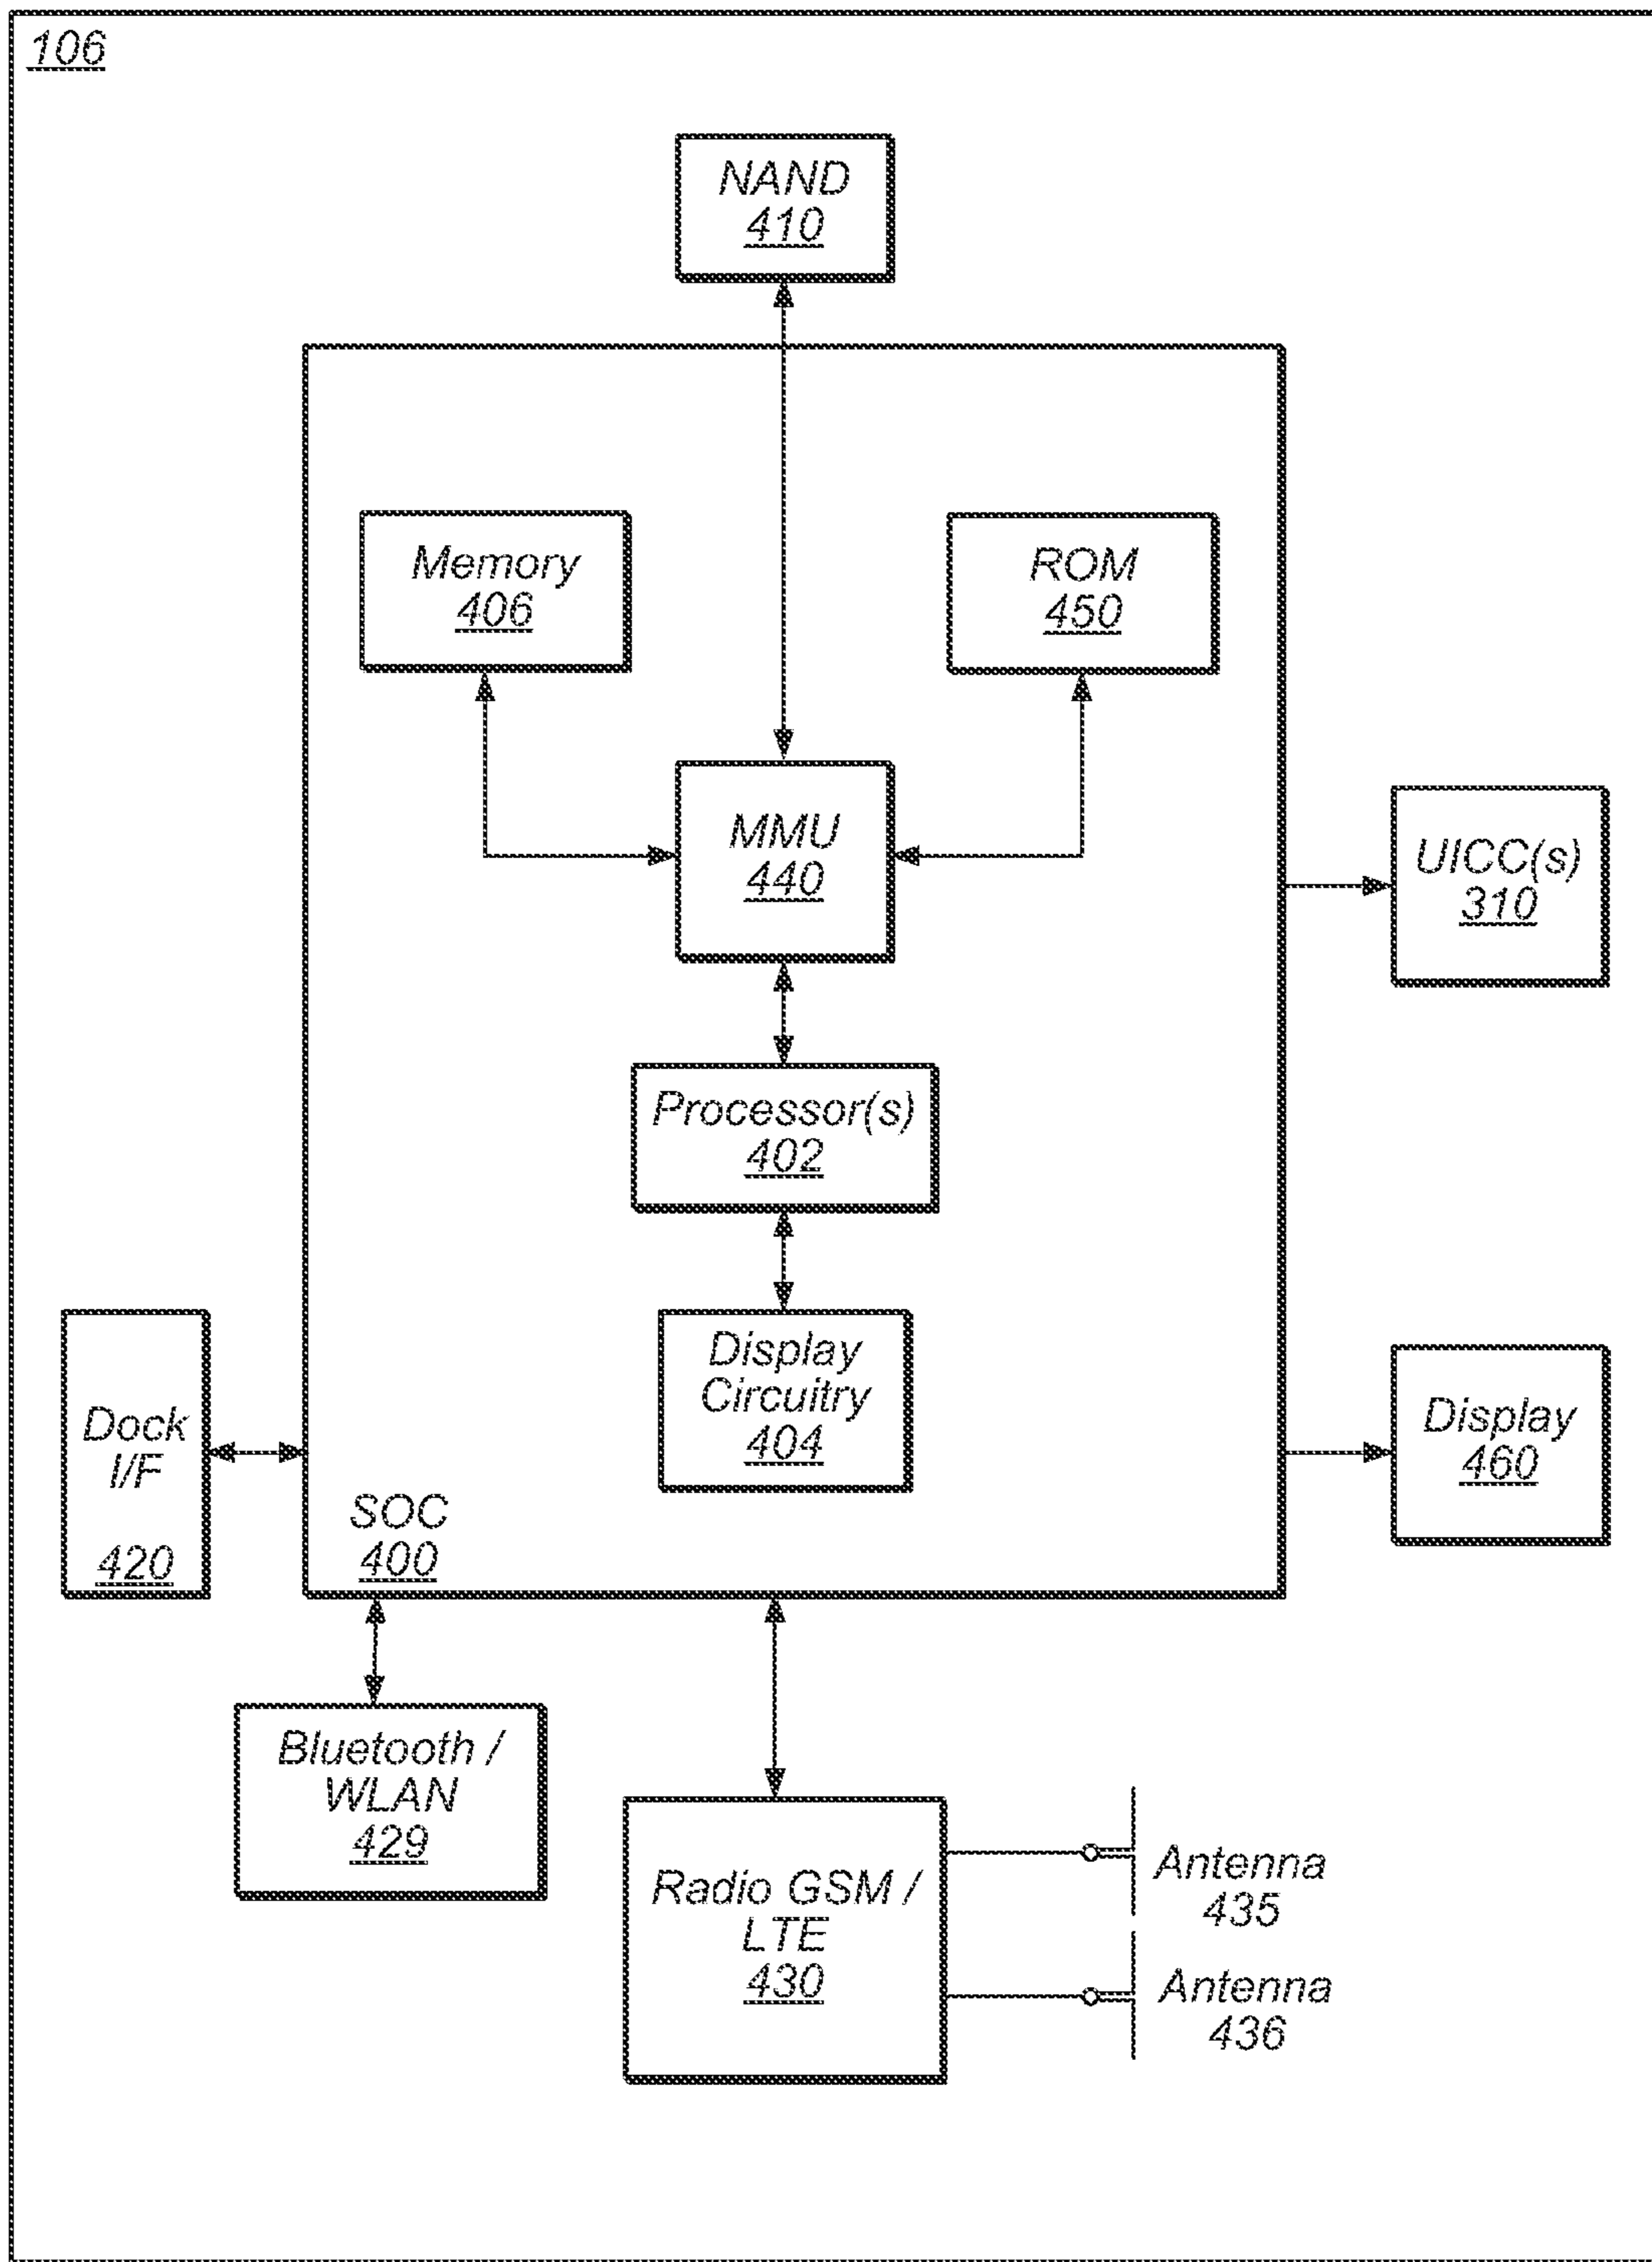 106
NAND
410
Memory
406
ROM
450
MMU
440
UICC(s)
310
Processor(s)
402
Display
Circuitry
404
Dock
I/F
420
Display
460
SOC
400
Bluetooth /
WLAN
429
Radio GSM /
LTE
430
Antenna
435
Antenna
436